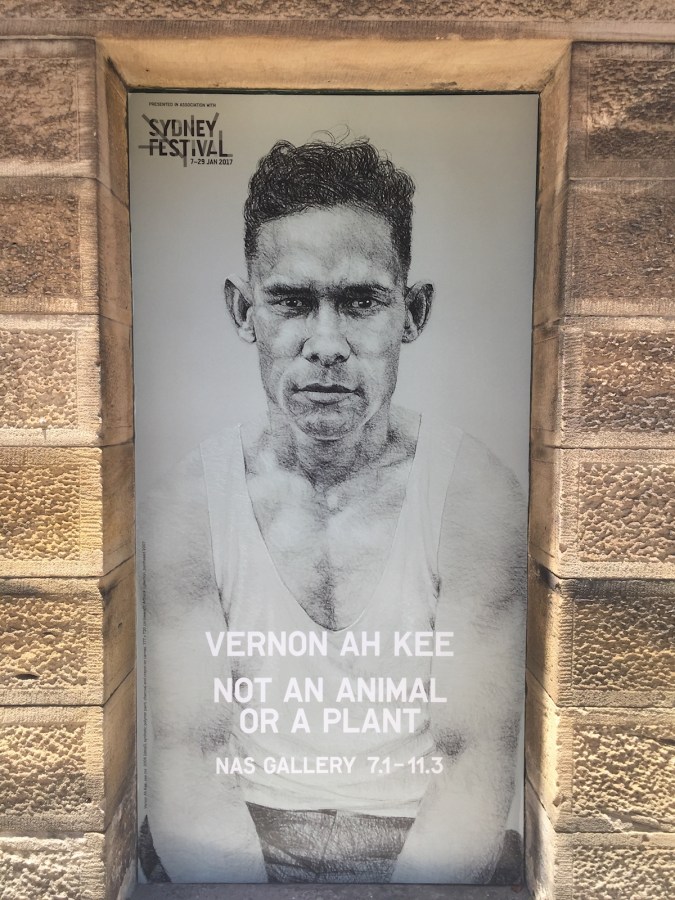 PRESENTED IN ASSOCIATION WITH
SYDNEY
FESTIVAL
7–29 JAN 2017
VERNON AH KEE
NOT AN ANIMAL
OR A PLANT
NAS GALLERY 7.1–11.3